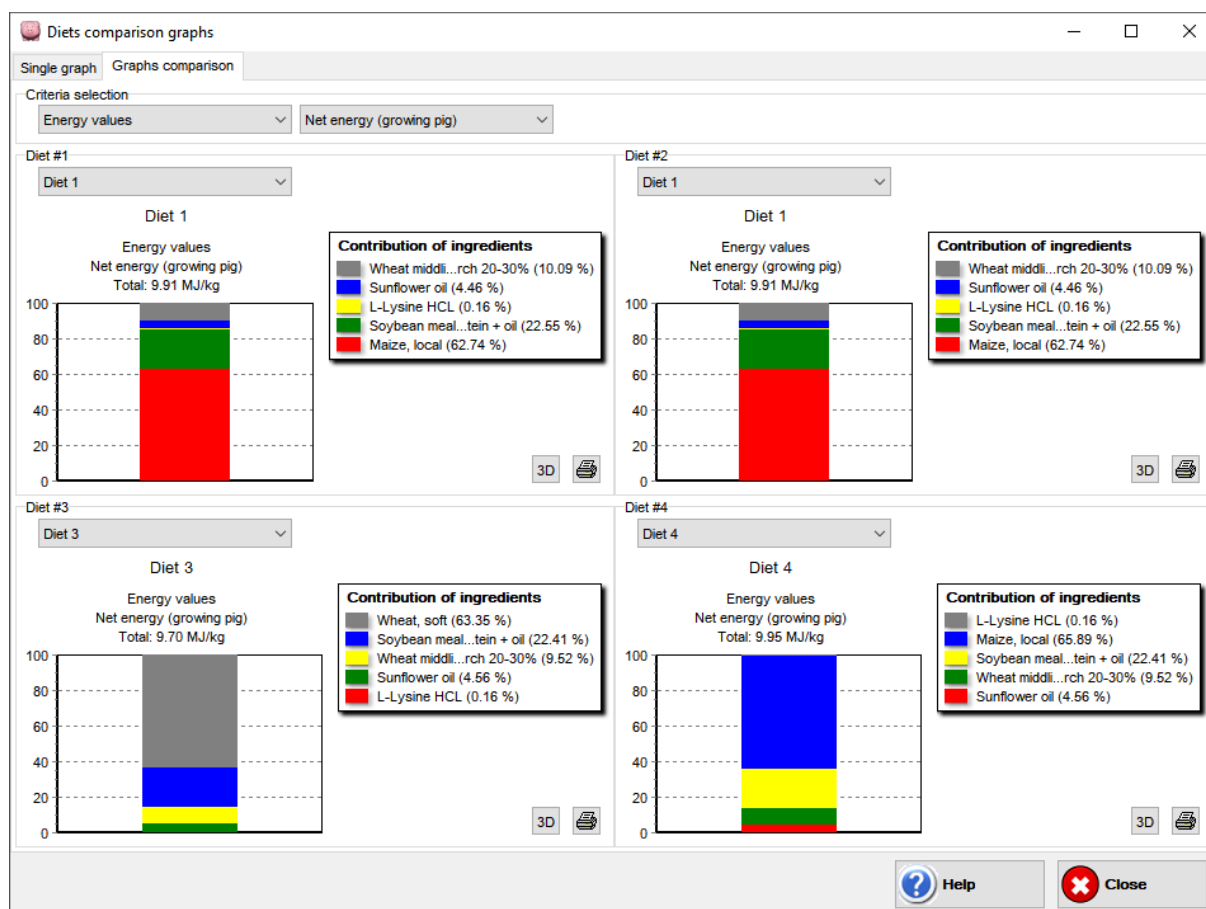 Diets comparison graphs
Single graph Graphs comparison
Criteria selection
Energy values Net energy (growing pig)
Diet #1
Diet 1
Diet 1
Energy values
Net energy (growing pig)
Total: 9.91 MJ/kg
100
80
60
40
20
0
Contribution of ingredients
Wheat middli...rch 20-30% (10.09 %)
Sunflower oil (4.46 %)
L-Lysine HCL (0.16 %)
Soybean meal...tein + oil (22.55 %)
Maize, local (62.74 %)
3D
Diet #2
Diet 1
Diet 1
Energy values
Net energy (growing pig)
Total: 9.91 MJ/kg
100
80
60
40
20
0
Contribution of ingredients
Wheat middli...rch 20-30% (10.09 %)
Sunflower oil (4.46 %)
L-Lysine HCL (0.16 %)
Soybean meal...tein + oil (22.55 %)
Maize, local (62.74 %)
3D
Diet #3
Diet 3
Diet 3
Energy values
Net energy (growing pig)
Total: 9.70 MJ/kg
100
80
60
40
20
0
Contribution of ingredients
Wheat, soft (63.35 %)
Soybean meal...tein + oil (22.41 %)
Wheat middli...rch 20-30% (9.52 %)
Sunflower oil (4.56 %)
L-Lysine HCL (0.16 %)
3D
Diet #4
Diet 4
Diet 4
Energy values
Net energy (growing pig)
Total: 9.95 MJ/kg
100
80
60
40
20
0
Contribution of ingredients
L-Lysine HCL (0.16 %)
Maize, local (65.89 %)
Soybean meal...tein + oil (22.41 %)
Wheat middli...rch 20-30% (9.52 %)
Sunflower oil (4.56 %)
3D
Help
Close